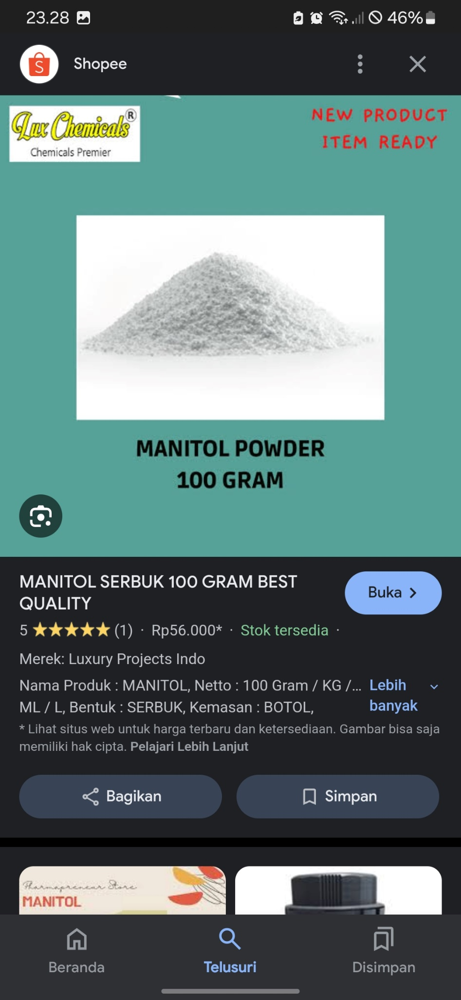 23.28
46%
Shopee
Lux Chemicals®
Chemicals Premier
NEW PRODUCT
ITEM READY
MANITOL POWDER
100 GRAM
MANITOL SERBUK 100 GRAM BEST
QUALITY
Buka
5 ★★★★★ (1) · Rp56.000* · Stok tersedia ·
Merek: Luxury Projects Indo
Nama Produk : MANITOL, Netto : 100 Gram / KG /...
ML / L, Bentuk : SERBUK, Kemasan : BOTOL,
Lebih
banyak
* Lihat situs web untuk harga terbaru dan ketersediaan. Gambar bisa saja
memiliki hak cipta. Pelajari Lebih Lanjut
Bagikan
Simpan
Pharmapreneur Store
MANITOL
Beranda
Telusuri
Disimpan